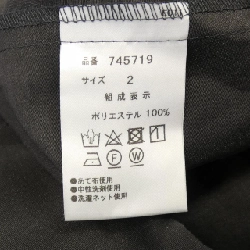 品番 745719
サイズ 2
組成表示
ポリエステル 100%
F W
●あて布使用
●中性洗剤使用
●洗濯ネット使用